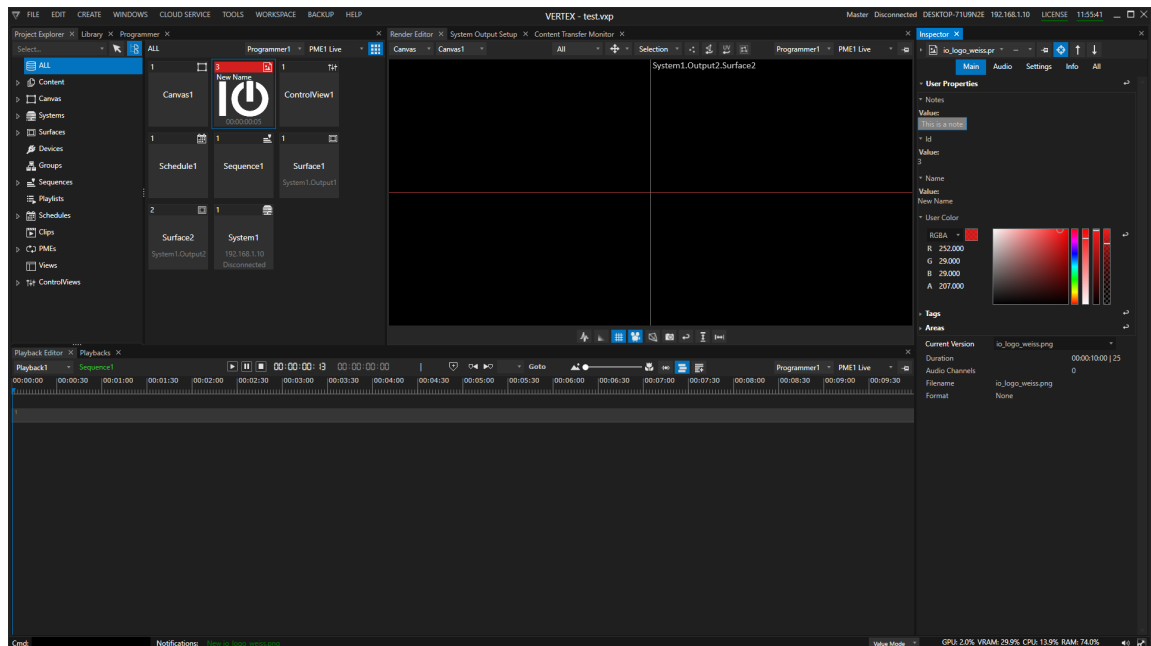 FILE EDIT CREATE WINDOWS CLOUD SERVICE TOOLS WORKSPACE BACKUP HELP VERTEX - test.vxp Master Disconnected DESKTOP-71U9N2E 192.168.1.10 LICENSE 11:55:41
Project Explorer × Library × Programmer ×
Select...
ALL
Content
Canvas
Systems
Surfaces
Devices
Groups
Sequences
Playlists
Schedules
Clips
PMEs
Views
ControlViews
ALL Programmer1 PME1 Live
1 3 1
New Name
Canvas1 ControlView1
00:00:00:05
1 1 1
Schedule1 Sequence1 Surface1
System1.Output1
2 1
Surface2 System1
System1.Output2 192.168.1.10
Disconnected
Render Editor × System Output Setup × Content Transfer Monitor ×
Canvas Canvas1 All Selection UV Programmer1 PME1 Live
System1.Output2.Surface2
Inspector ×
io_logo_weiss.pr
Main Audio Settings Info All
User Properties
Notes
Value:
This is a note
Id
Value:
3
Name
Value:
New Name
User Color
RGBA
R 252.000
G 29.000
B 29.000
A 207.000
Tags
Areas
Current Version io_logo_weiss.png
Duration 00:00:10:00 | 25
Audio Channels 0
Filename io_logo_weiss.png
Format None
Playback Editor × Playbacks ×
Playback1 Sequence1 00:00:00:13 00:00:00:00 Goto Programmer1 PME1 Live
00:00:00 00:00:30 00:01:00 00:01:30 00:02:00 00:02:30 00:03:00 00:03:30 00:04:00 00:04:30 00:05:00 00:05:30 00:06:00 00:06:30 00:07:00 00:07:30 00:08:00 00:08:30 00:09:00 00:09:30
1
Cmd: Notifications: New io_logo_weiss.png Value Mode GPU: 2.0% VRAM: 29.9% CPU: 13.9% RAM: 74.0%